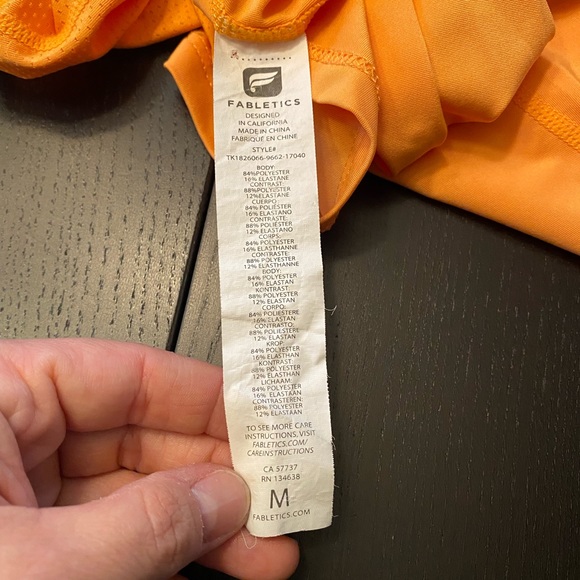 FABLETICS
DESIGNED
IN CALIFORNIA
MADE IN CHINA
FABRIQUÉ EN CHINE
STYLE#
TK1826066-9662-17040
BODY:
84%POLYESTER
16% ELASTANE
CONTRAST:
88%POLYESTER
12%ELASTANE
CUERPO:
84% POLIESTER
16% ELASTANO
CONTRASTE:
88% POLIÉSTER
12% ELASTANO
CORPS:
84% POLYESTER
16% ELASTHANNE
CONTRASTE:
88% POLYESTER
12% ELASTHANNE
BODY:
84% POLYESTER
16% ELASTAN
KONTRAST:
88% POLYESTER
12% ELASTAN
CORPO:
84% POLIESTERE
16% ELASTAN
CONTRASTO:
88% POLIESTERE
12% ELASTAN
KROP:
84% POLYESTER
16% ELASTHAN
KONTRAST:
88% POLYESTER
12% ELASTHAN
LICHAAM:
84% POLYESTER
16% ELASTAAN
CONTRASTEREN:
88% POLYESTER
12% ELASTAAN
TO SEE MORE CARE
INSTRUCTIONS, VISIT
FABLETICS.COM/
CAREINSTRUCTIONS
CA 57737
RN 134638
M
FABLETICS.COM